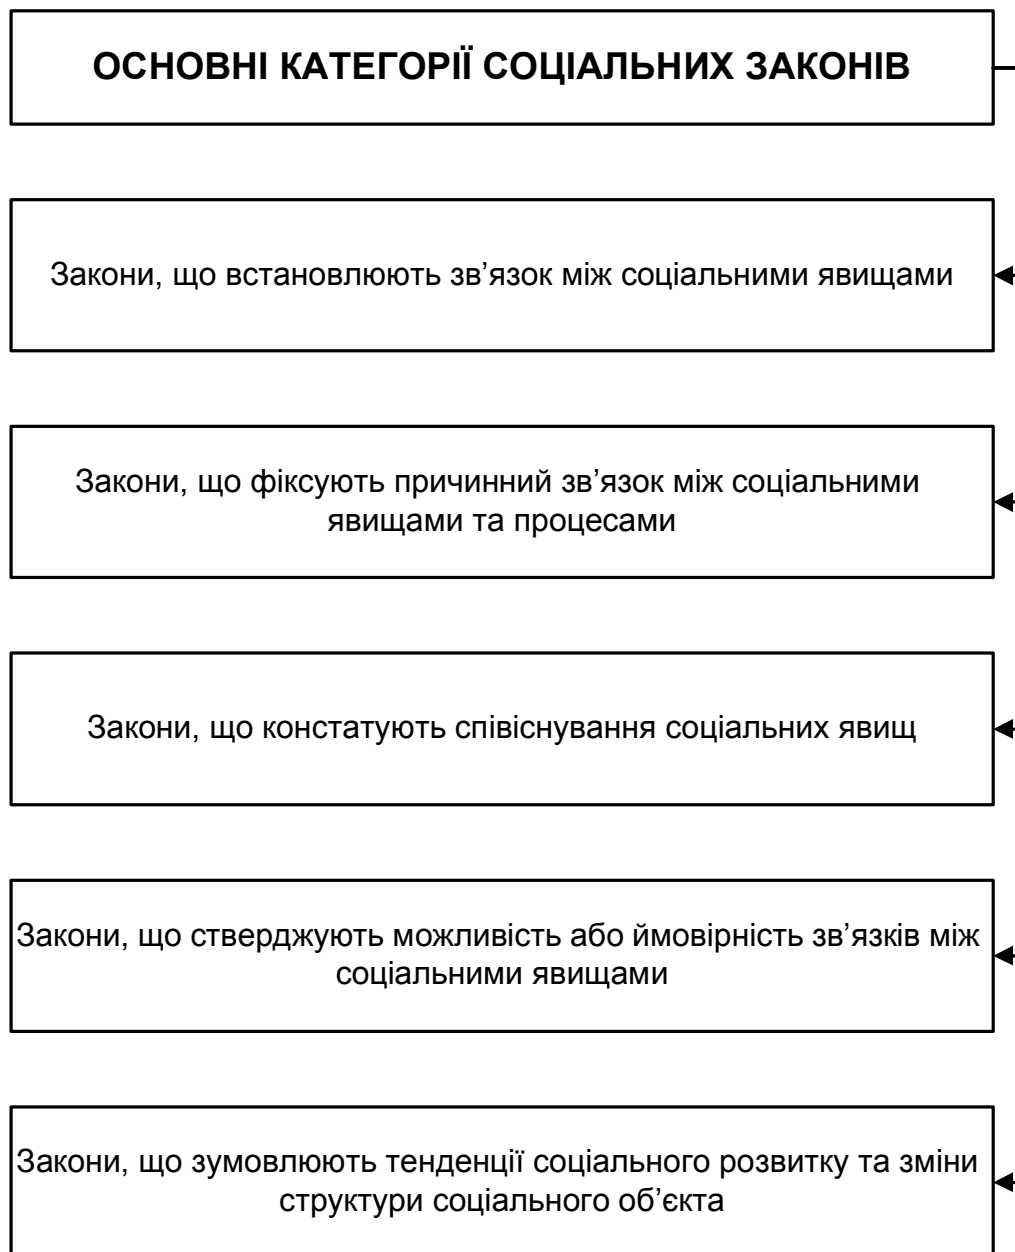 ОСНОВНІ КАТЕГОРІЇ СОЦІАЛЬНИХ ЗАКОНІВ
Закони, що встановлюють зв’язок між соціальними явищами
Закони, що фіксують причинний зв’язок між соціальними
явищами та процесами
Закони, що констатують співіснування соціальних явищ
Закони, що стверджують можливість або ймовірність зв’язків між
соціальними явищами
Закони, що зумовлюють тенденції соціального розвитку та зміни
структури соціального об’єкта